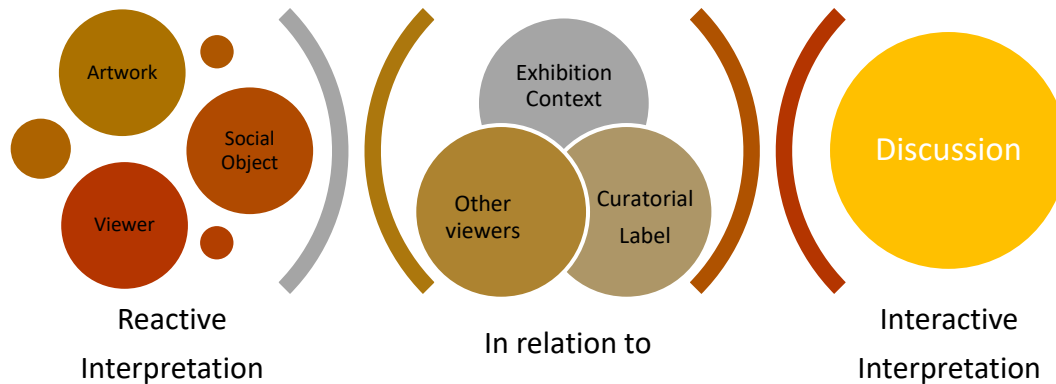 Artwork
Social
Object
Viewer
Reactive
Interpretation
Exhibition
Context
Other
viewers
Curatorial
Label
In relation to
Discussion
Interactive
Interpretation